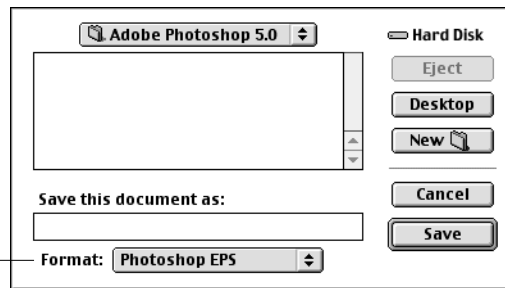 Adobe Photoshop 5.0
Hard Disk
Eject
Desktop
New
Save this document as:
Cancel
Save
Format: Photoshop EPS